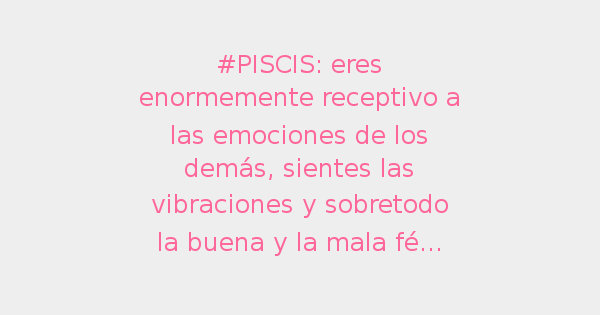 #PISCIS: eres
enormemente receptivo a
las emociones de los
demás, sientes las
vibraciones y sobretodo
la buena y la mala fé...